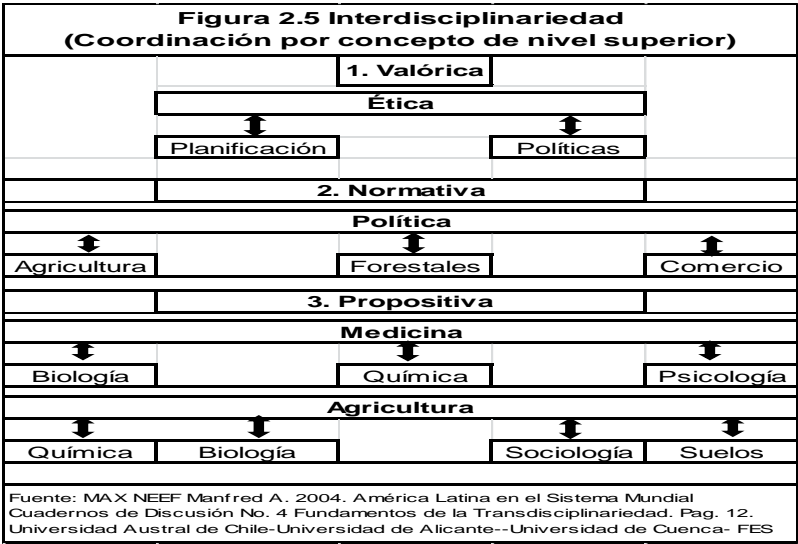 Figura 2.5 Interdisciplinariedad
(Coordinación por concepto de nivel superior)
1. Valórica
Ética
Planificación Políticas
2. Normativa
Política
Agricultura Forestales Comercio
3. Propositiva
Medicina
Biología Química Psicología
Agricultura
Química Biología Sociología Suelos
Fuente: MAX NEEF Manfred A. 2004. América Latina en el Sistema Mundial
Cuadernos de Discusión No. 4 Fundamentos de la Transdisciplinariedad. Pag. 12.
Universidad Austral de Chile-Universidad de Alicante--Universidad de Cuenca- FES